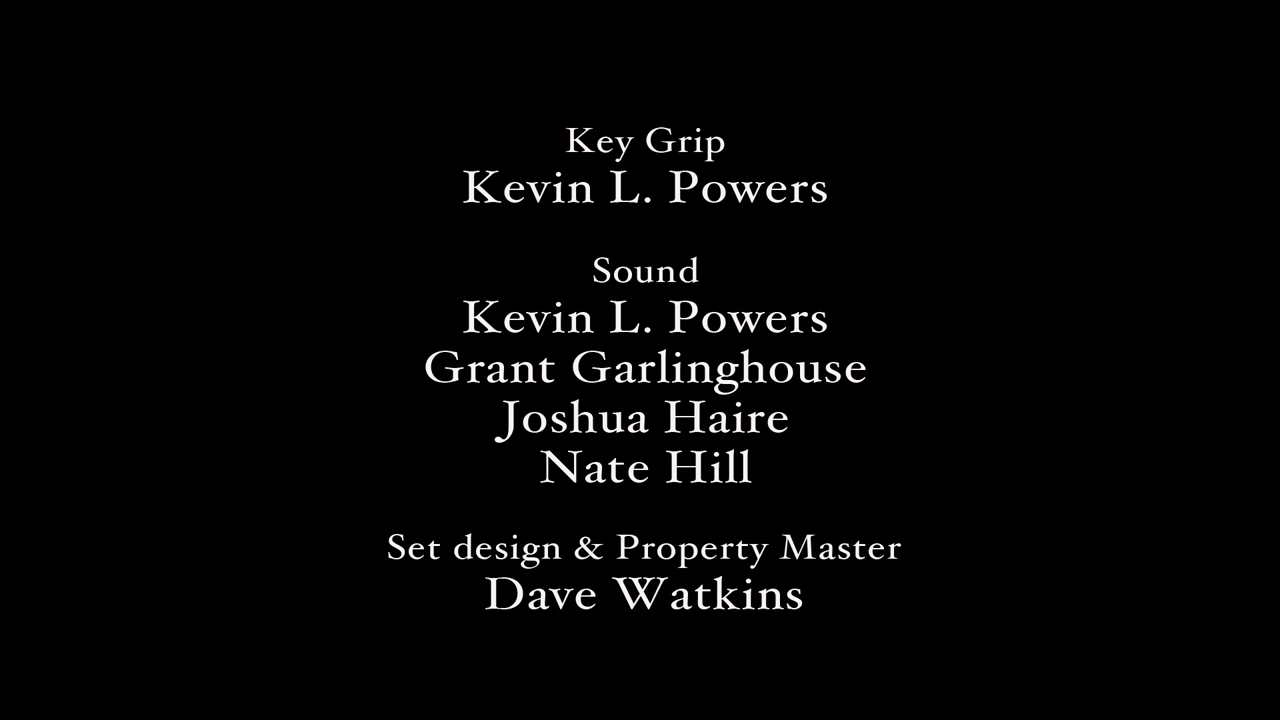 Key Grip
Kevin L. Powers
Sound
Kevin L. Powers
Grant Garlinghouse
Joshua Haire
Nate Hill
Set design & Property Master
Dave Watkins